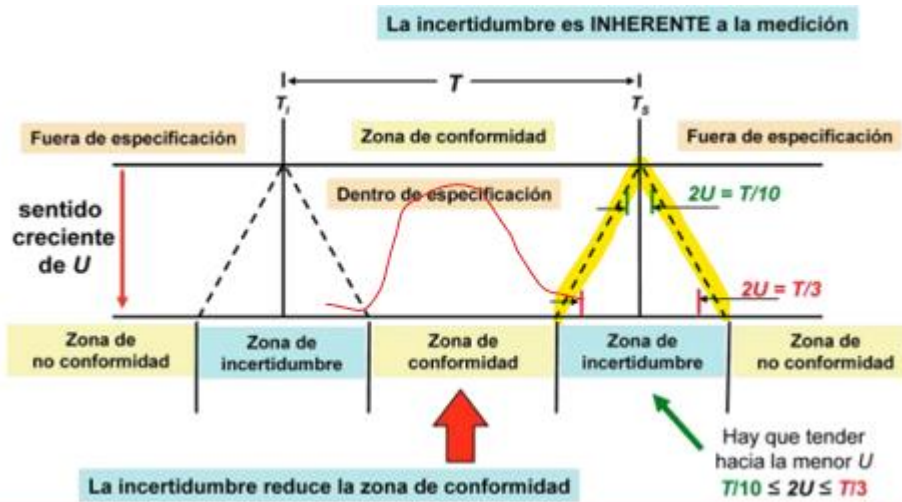 La incertidumbre es INHERENTE a la medición
T
T_I
T_S
Fuera de especificación
Zona de conformidad
Fuera de especificación
Dentro de especificación
2U = T/10
sentido
creciente
de U
2U = T/3
Zona de
no conformidad
Zona de
incertidumbre
Zona de
conformidad
Zona de
incertidumbre
Zona de
no conformidad
Hay que tender
hacia la menor U
T/10 ≤ 2U ≤ T/3
La incertidumbre reduce la zona de conformidad